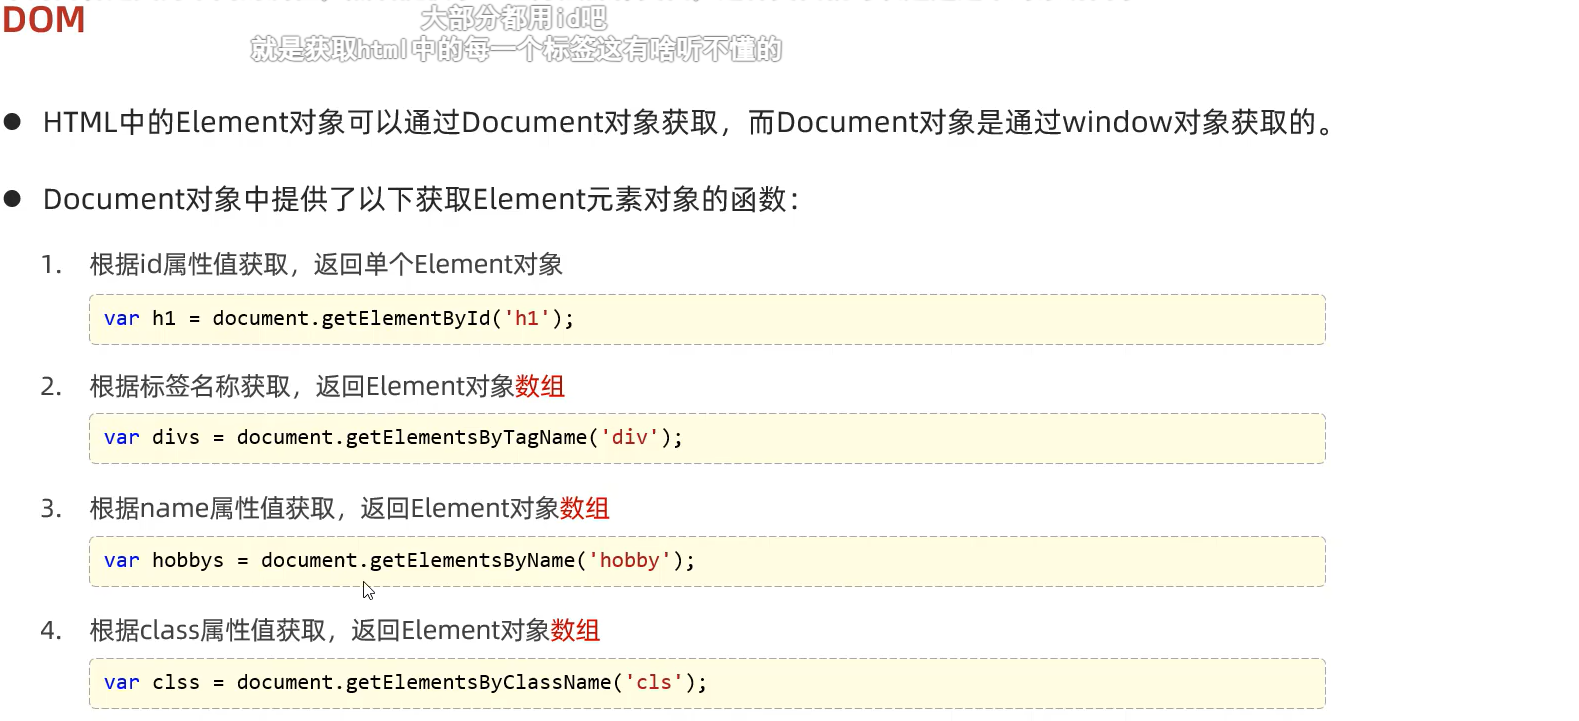 DOM
大部分都用id吧
就是获取html中的每一个标签这有啥听不懂的
● HTML中的Element对象可以通过Document对象获取，而Document对象是通过window对象获取的。
● Document对象中提供了以下获取Element元素对象的函数：
1. 根据id属性值获取，返回单个Element对象
var h1 = document.getElementById('h1');
2. 根据标签名称获取，返回Element对象数组
var divs = document.getElementsByTagName('div');
3. 根据name属性值获取，返回Element对象数组
var hobbys = document.getElementsByName('hobby');
4. 根据class属性值获取，返回Element对象数组
var clss = document.getElementsByClassName('cls');